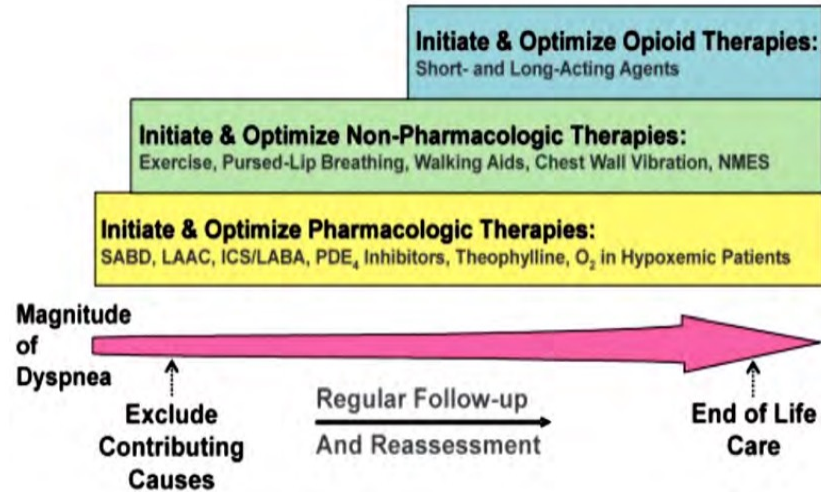 Initiate & Optimize Opioid Therapies:
Short- and Long-Acting Agents
Initiate & Optimize Non-Pharmacologic Therapies:
Exercise, Pursed-Lip Breathing, Walking Aids, Chest Wall Vibration, NMES
Initiate & Optimize Pharmacologic Therapies:
SABD, LAAC, ICS/LABA, PDE₄ Inhibitors, Theophylline, O₂ in Hypoxemic Patients
Magnitude
of
Dyspnea
Exclude
Contributing
Causes
Regular Follow-up
And Reassessment
End of Life
Care